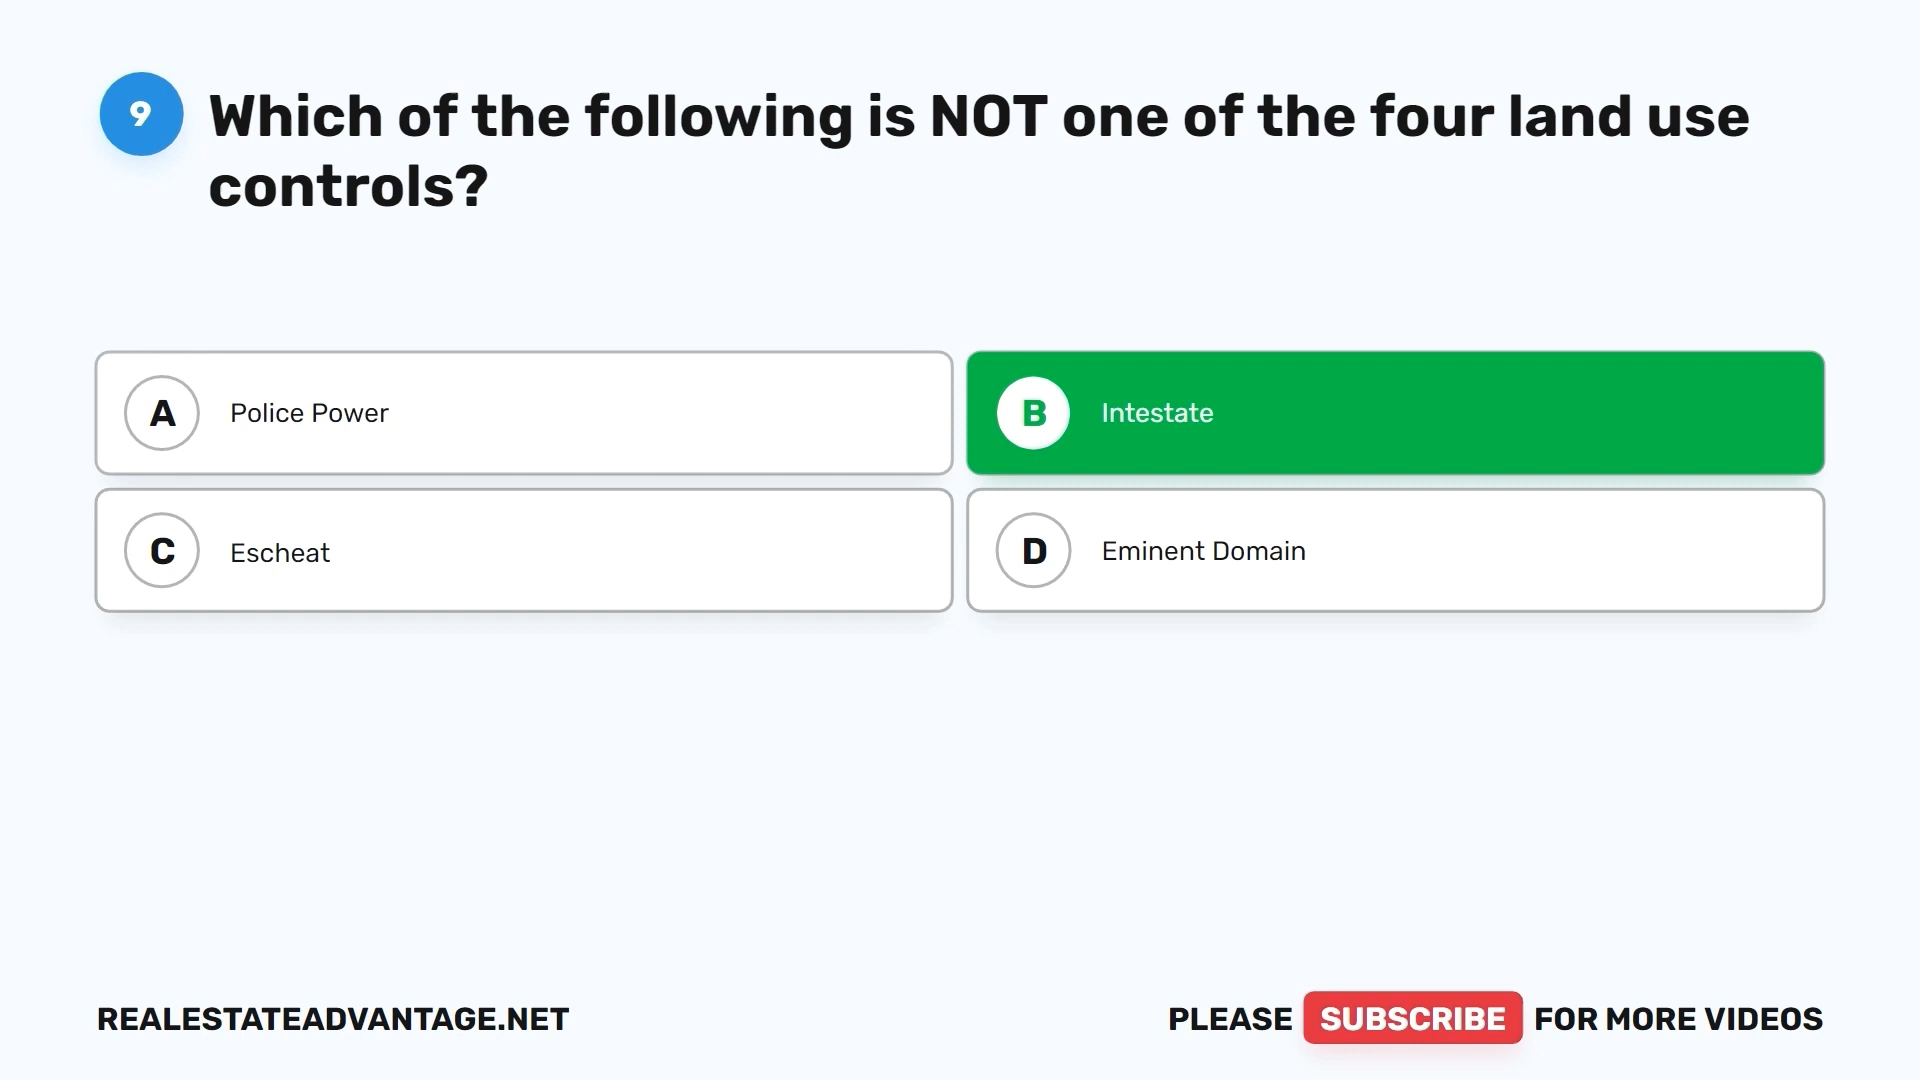 9
Which of the following is NOT one of the four land use
controls?
A
Police Power
B
Intestate
C
Escheat
D
Eminent Domain
REALESTATEADVANTAGE.NET
PLEASE SUBSCRIBE FOR MORE VIDEOS